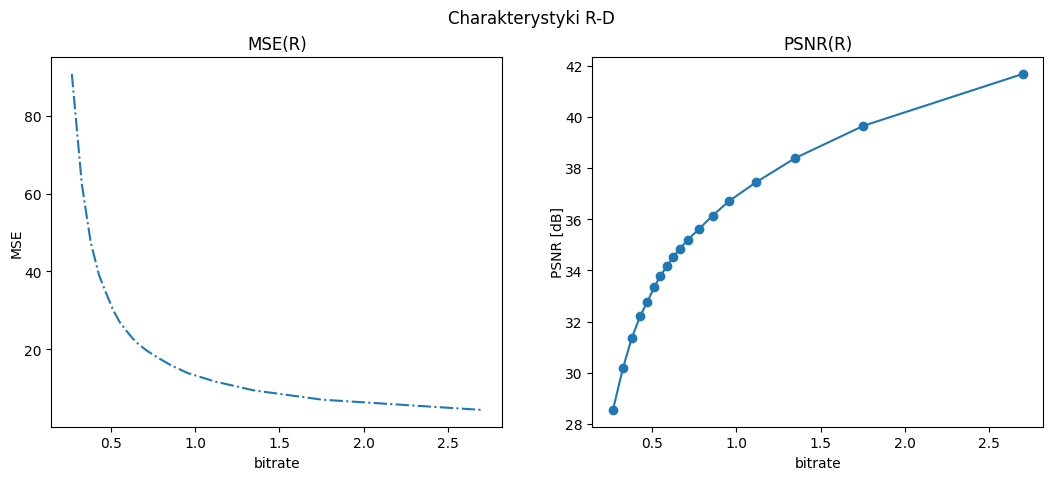 Charakterystyki R-D
MSE(R)
MSE
80
60
40
20
0.5 1.0 1.5 2.0 2.5
bitrate
PSNR(R)
PSNR [dB]
42
40
38
36
34
32
30
28
0.5 1.0 1.5 2.0 2.5
bitrate